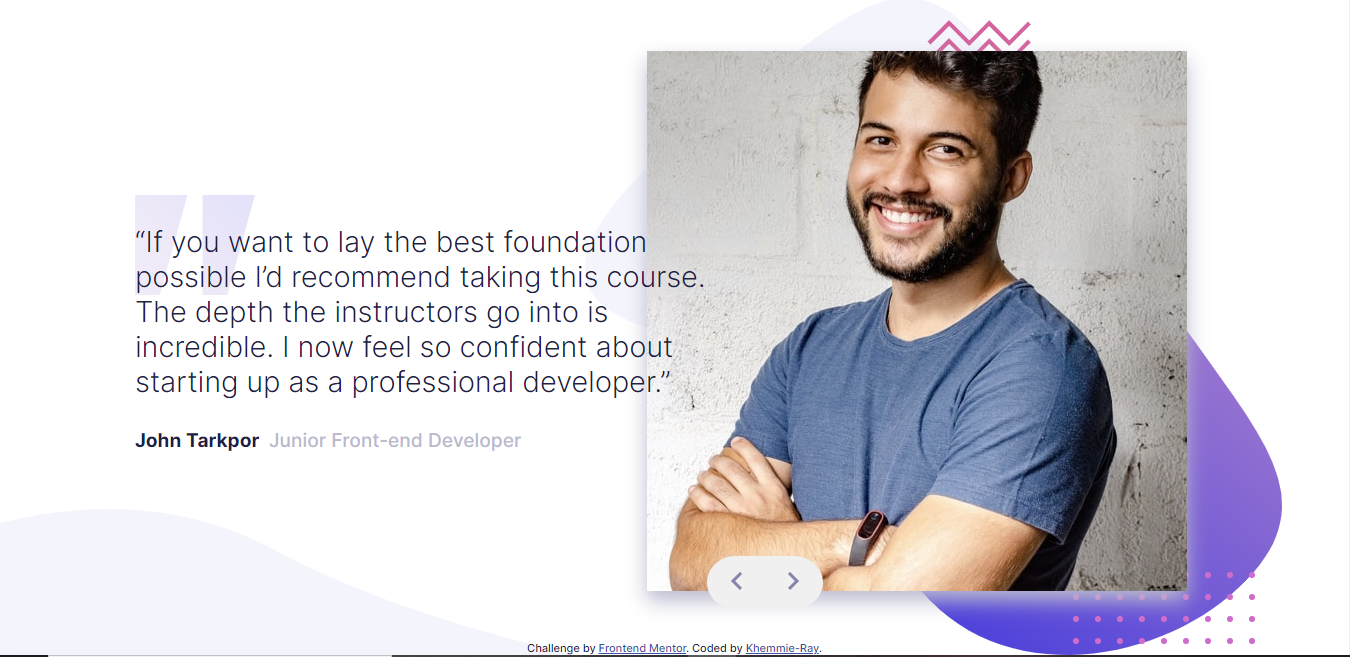 “If you want to lay the best foundation
possible I’d recommend taking this course.
The depth the instructors go into is
incredible. I now feel so confident about
starting up as a professional developer.”
John Tarkpor Junior Front-end Developer
Challenge by Frontend Mentor. Coded by Khemmie-Ray.